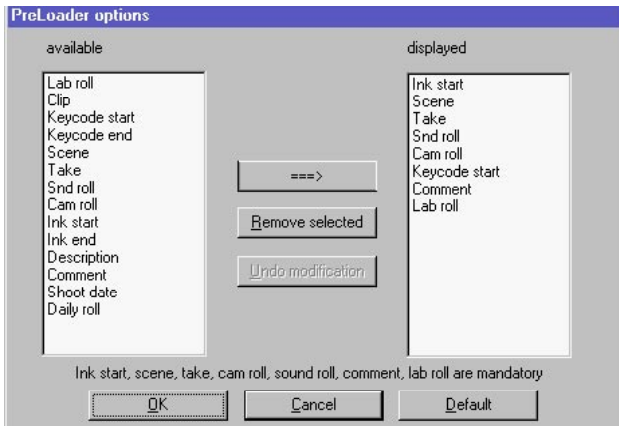 PreLoader options
available
displayed
Lab roll
Clip
Keycode start
Keycode end
Scene
Take
Snd roll
Cam roll
Ink start
Ink end
Description
Comment
Shoot date
Daily roll
===>
Remove selected
Undo modification
Ink start
Scene
Take
Snd roll
Cam roll
Keycode start
Comment
Lab roll
Ink start, scene, take, cam roll, sound roll, comment, lab roll are mandatory
OK
Cancel
Default